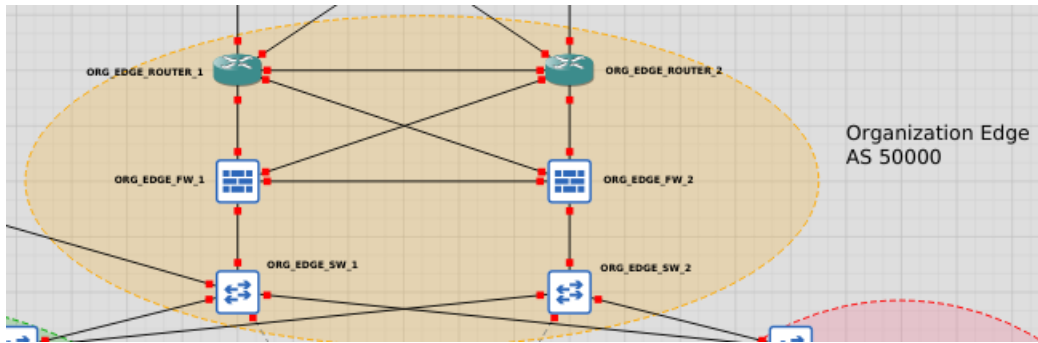 ORG_EDGE_ROUTER_1
ORG_EDGE_ROUTER_2
Organization Edge
AS 50000
ORG_EDGE_FW_1
ORG_EDGE_FW_2
ORG_EDGE_SW_1
ORG_EDGE_SW_2